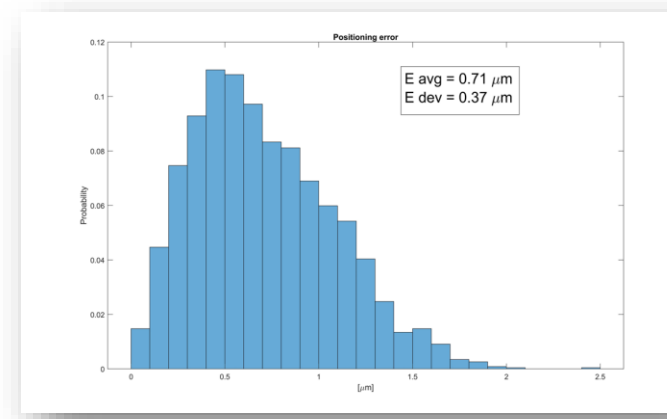 Positioning error
0.12
E avg = 0.71 μm
E dev = 0.37 μm
0.1
0.08
0.06
Probability
0.04
0.02
0
0 0.5 1 1.5 2 2.5
[μm]